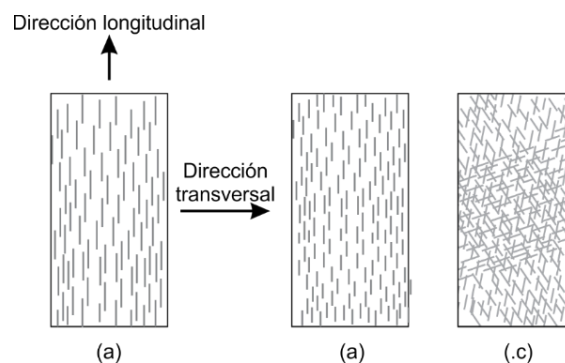 Dirección longitudinal
Dirección
transversal
(a)
(a)
(.c)